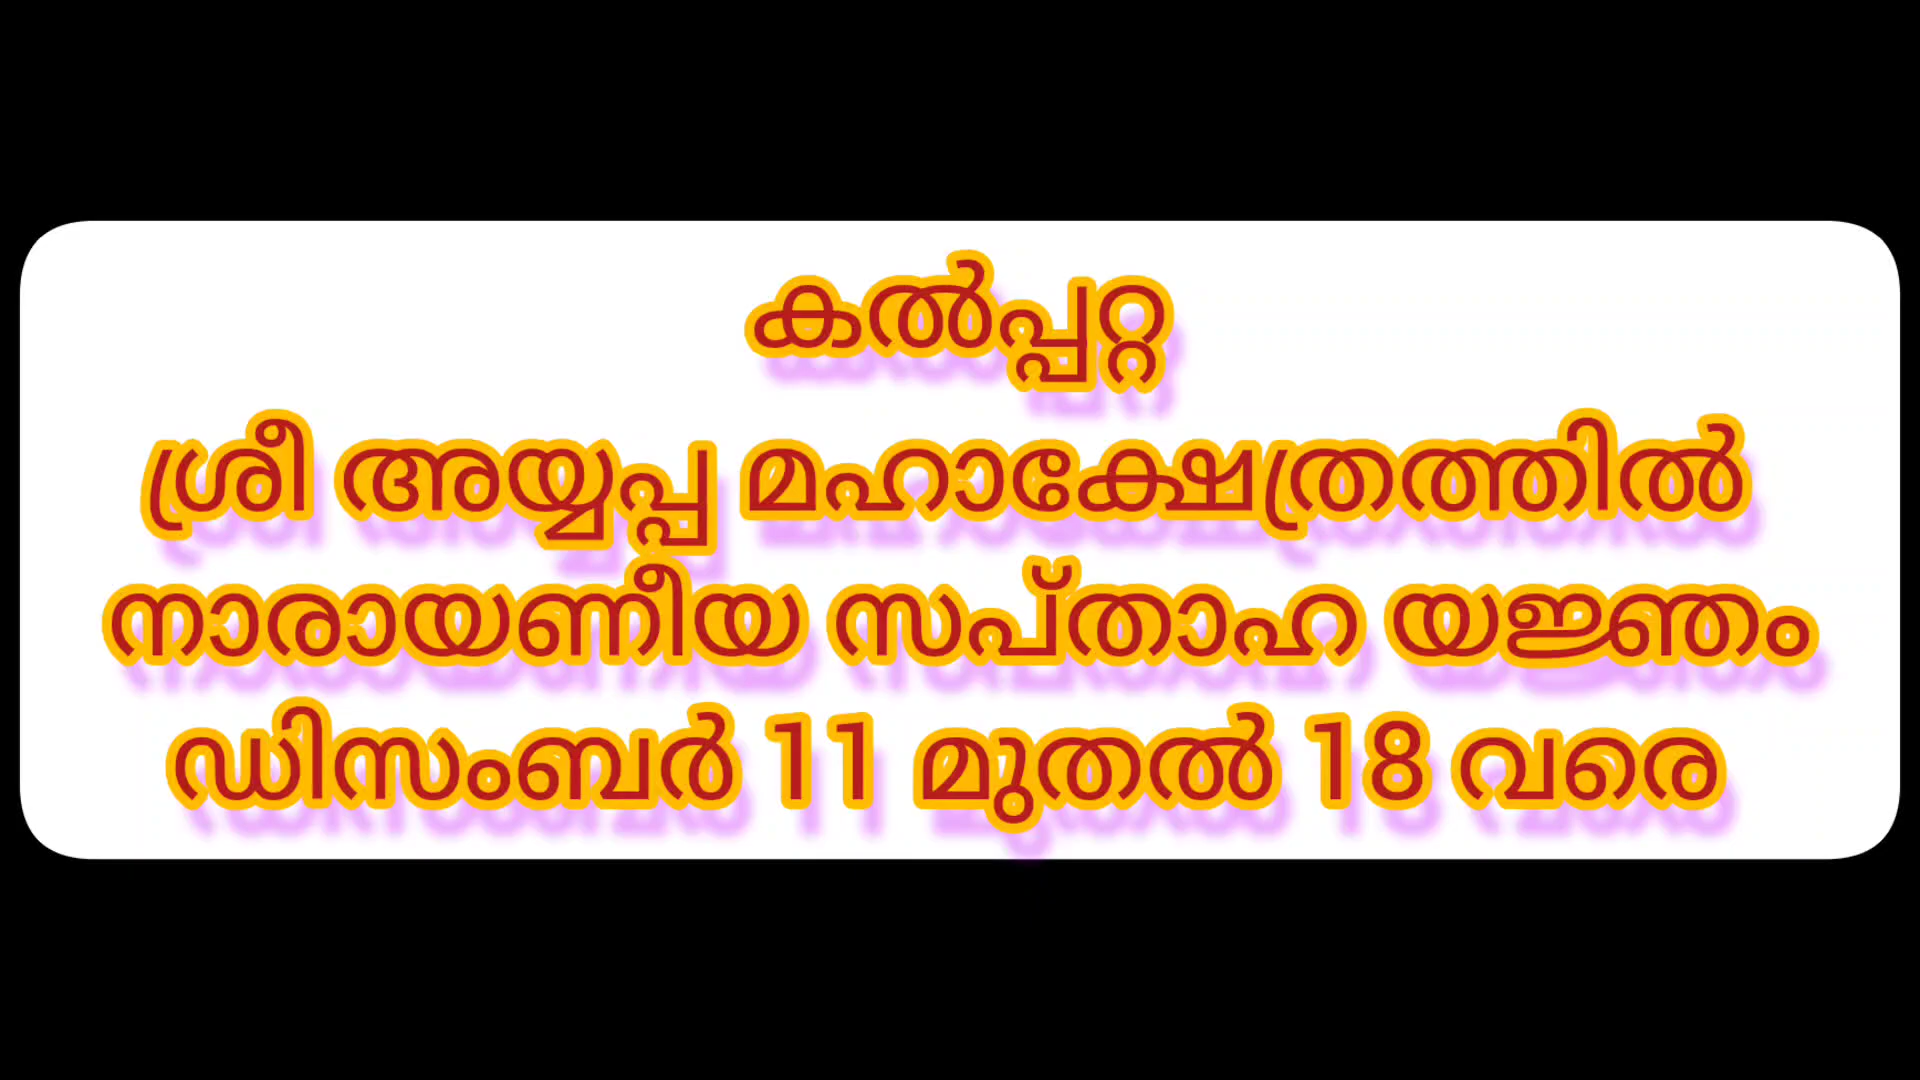 കൽപ്പറ്റ
ശ്രീ അയ്യപ്പ മഹാക്ഷേത്രത്തിൽ
നാരായണീയ സപ്താഹ യജ്ഞം
ഡിസംബർ 11 മുതൽ 18 വരെ